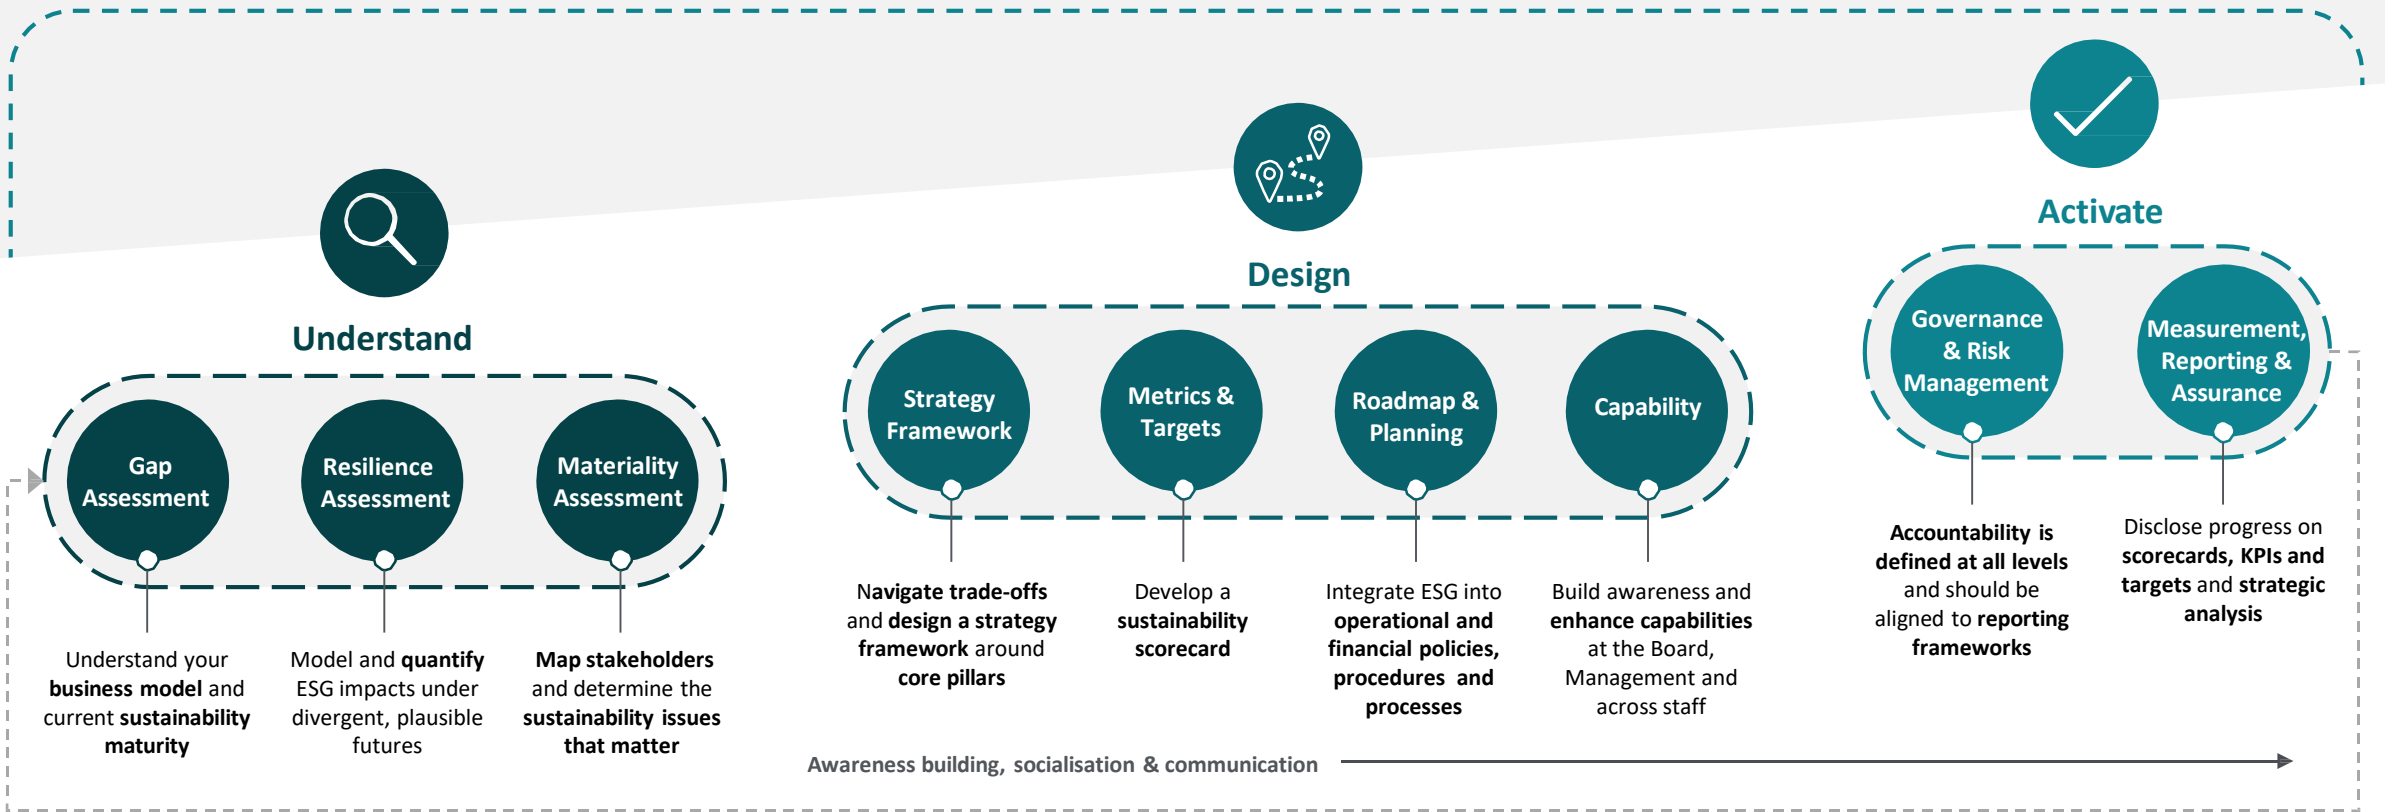 Understand
Gap
Assessment
Resilience
Assessment
Materiality
Assessment
Understand your
business model and
current sustainability
maturity
Model and quantify
ESG impacts under
divergent, plausible
futures
Map stakeholders
and determine the
sustainability issues
that matter
Design
Strategy
Framework
Metrics &
Targets
Roadmap &
Planning
Capability
Navigate trade-offs
and design a strategy
framework around
core pillars
Develop a
sustainability
scorecard
Integrate ESG into
operational and
financial policies,
procedures and
processes
Build awareness and
enhance capabilities
at the Board,
Management and
across staff
Activate
Governance
& Risk
Management
Measurement,
Reporting &
Assurance
Accountability is
defined at all levels
and should be
aligned to reporting
frameworks
Disclose progress on
scorecards, KPIs and
targets and strategic
analysis
Awareness building, socialisation & communication